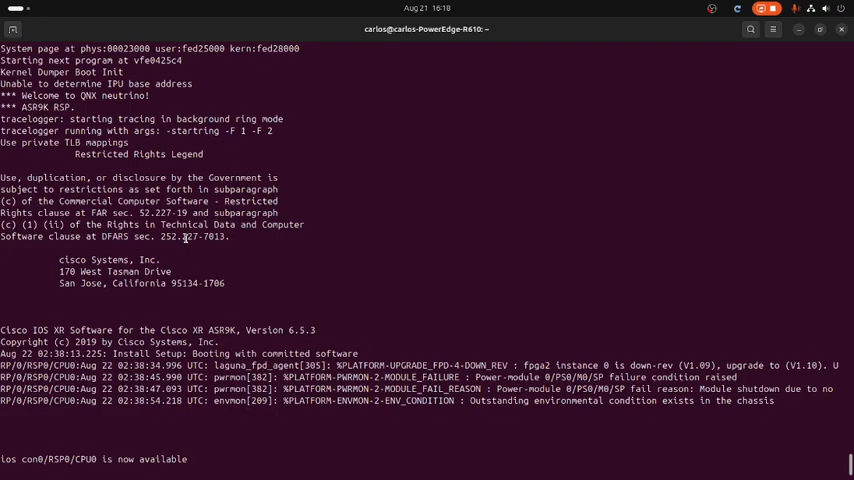 Aug 21 16:18
carlos@carlos-PowerEdge-R610: ~
System page at phys:00023000 user:fed25000 kern:fed28000
Starting next program at vfe0425c4
Kernel Dumper Boot Init
Unable to determine IPU base address
*** Welcome to QNX neutrino!
*** ASR9K RSP.
tracelogger: starting tracing in background ring mode
tracelogger running with args: -startring -F 1 -F 2
Use private TLB mappings
Restricted Rights Legend
Use, duplication, or disclosure by the Government is
subject to restrictions as set forth in subparagraph
(c) of the Commercial Computer Software - Restricted
Rights clause at FAR sec. 52.227-19 and subparagraph
(c) (1) (ii) of the Rights in Technical Data and Computer
Software clause at DFARS sec. 252.227-7013.
cisco Systems, Inc.
170 West Tasman Drive
San Jose, California 95134-1706
Cisco IOS XR Software for the Cisco XR ASR9K, Version 6.5.3
Copyright (c) 2019 by Cisco Systems, Inc.
Aug 22 02:38:13.225: Install Setup: Booting with committed software
RP/0/RSP0/CPU0:Aug 22 02:38:34.996 UTC: laguna_fpd_agent[305]: %PLATFORM-UPGRADE_FPD-4-DOWN_REV : fpga2 instance 0 is down-rev (V1.09), upgrade to (V1.10). U
RP/0/RSP0/CPU0:Aug 22 02:38:45.990 UTC: pwrmon[382]: %PLATFORM-PWRMON-2-MODULE_FAILURE : Power-module 0/PS0/M0/SP failure condition raised
RP/0/RSP0/CPU0:Aug 22 02:38:47.093 UTC: pwrmon[382]: %PLATFORM-PWRMON-2-MODULE_FAIL_REASON : Power-module 0/PS0/M0/SP fail reason: Module shutdown due to no
RP/0/RSP0/CPU0:Aug 22 02:38:54.218 UTC: envmon[209]: %PLATFORM-ENVMON-2-ENV_CONDITION : Outstanding environmental condition exists in the chassis
ios con0/RSP0/CPU0 is now available